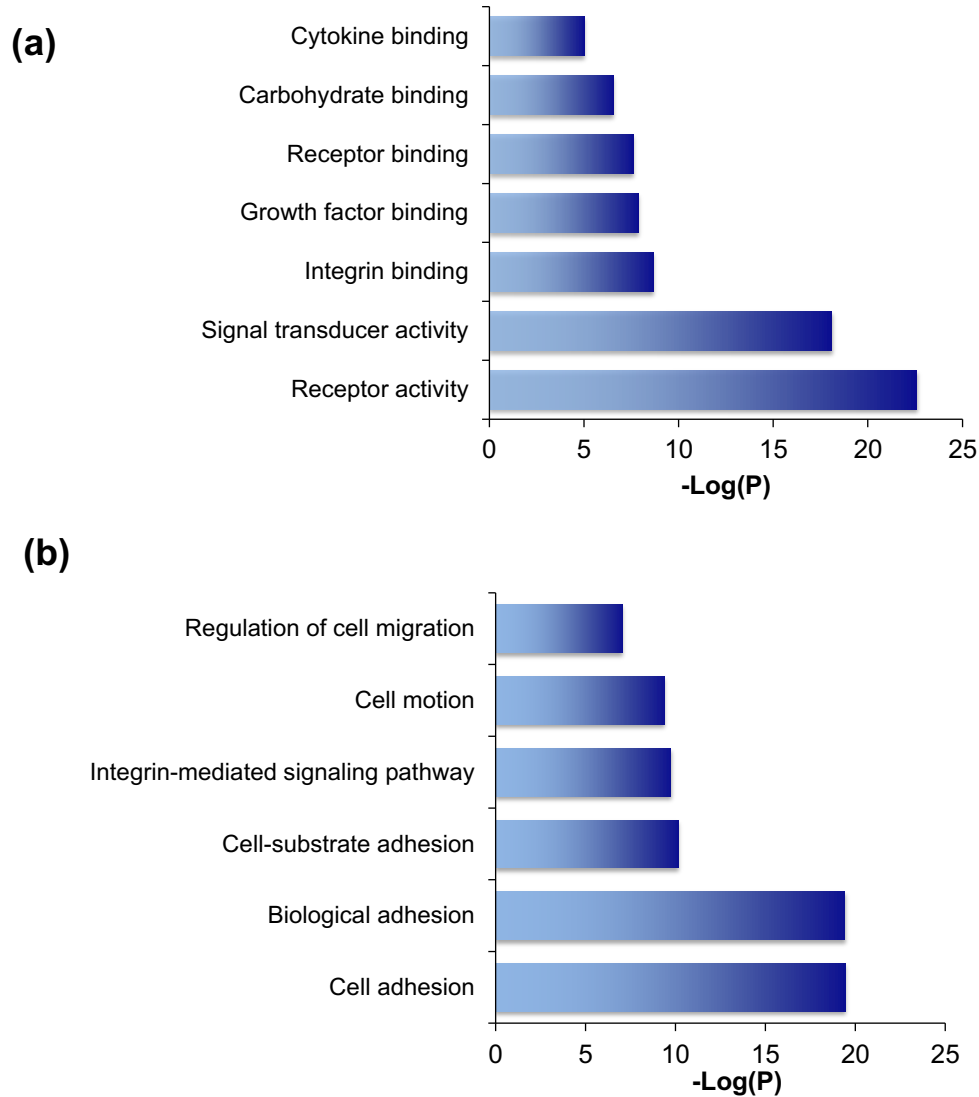 (a)
Cytokine binding
Carbohydrate binding
Receptor binding
Growth factor binding
Integrin binding
Signal transducer activity
Receptor activity
0 5 10 15 20 25
-Log(P)
(b)
Regulation of cell migration
Cell motion
Integrin-mediated signaling pathway
Cell-substrate adhesion
Biological adhesion
Cell adhesion
0 5 10 15 20 25
-Log(P)